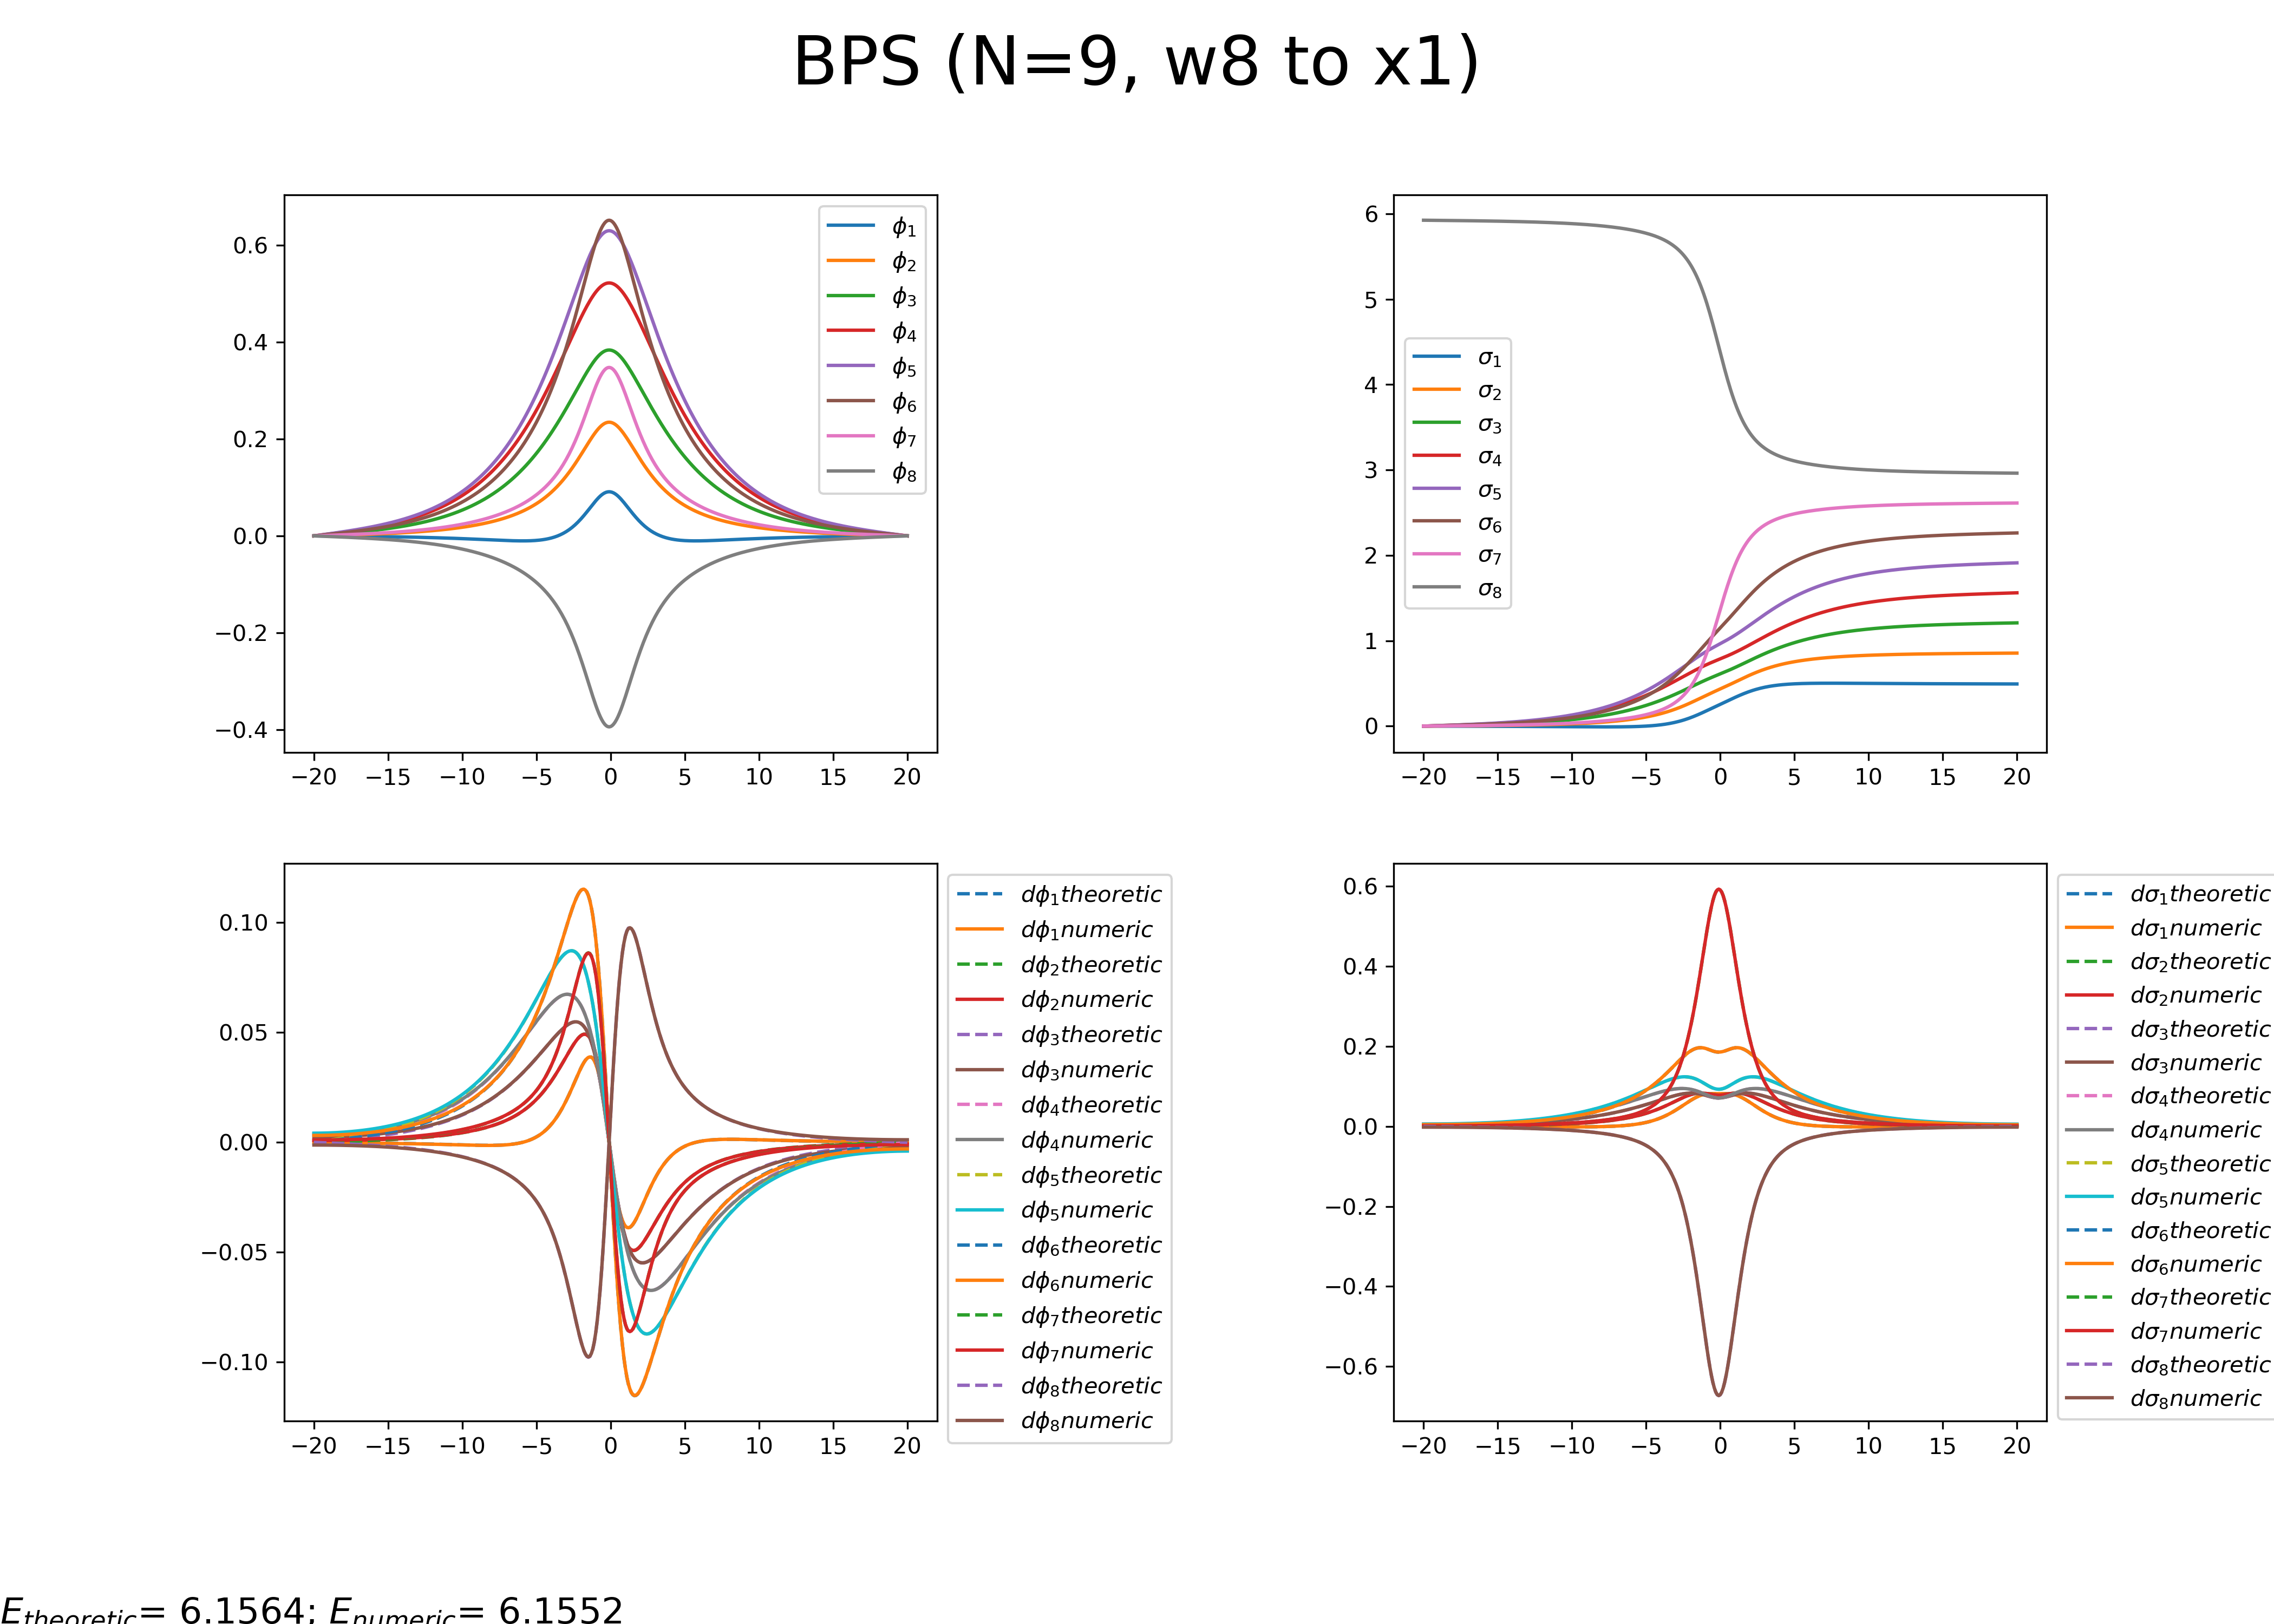 BPS (N=9, w8 to x1)
0.6
0.4
0.2
0.0
−0.2
−0.4
−20 −15 −10 −5 0 5 10 15 20
ϕ1
ϕ2
ϕ3
ϕ4
ϕ5
ϕ6
ϕ7
ϕ8
6
5
4
3
2
1
0
−20 −15 −10 −5 0 5 10 15 20
σ1
σ2
σ3
σ4
σ5
σ6
σ7
σ8
0.10
0.05
0.00
−0.05
−0.10
−20 −15 −10 −5 0 5 10 15 20
dϕ1theoretic
dϕ1numeric
dϕ2theoretic
dϕ2numeric
dϕ3theoretic
dϕ3numeric
dϕ4theoretic
dϕ4numeric
dϕ5theoretic
dϕ5numeric
dϕ6theoretic
dϕ6numeric
dϕ7theoretic
dϕ7numeric
dϕ8theoretic
dϕ8numeric
0.6
0.4
0.2
0.0
−0.2
−0.4
−0.6
−20 −15 −10 −5 0 5 10 15 20
dσ1theoretic
dσ1numeric
dσ2theoretic
dσ2numeric
dσ3theoretic
dσ3numeric
dσ4theoretic
dσ4numeric
dσ5theoretic
dσ5numeric
dσ6theoretic
dσ6numeric
dσ7theoretic
dσ7numeric
dσ8theoretic
dσ8numeric
Etheoretic= 6.1564; Enumeric= 6.1552